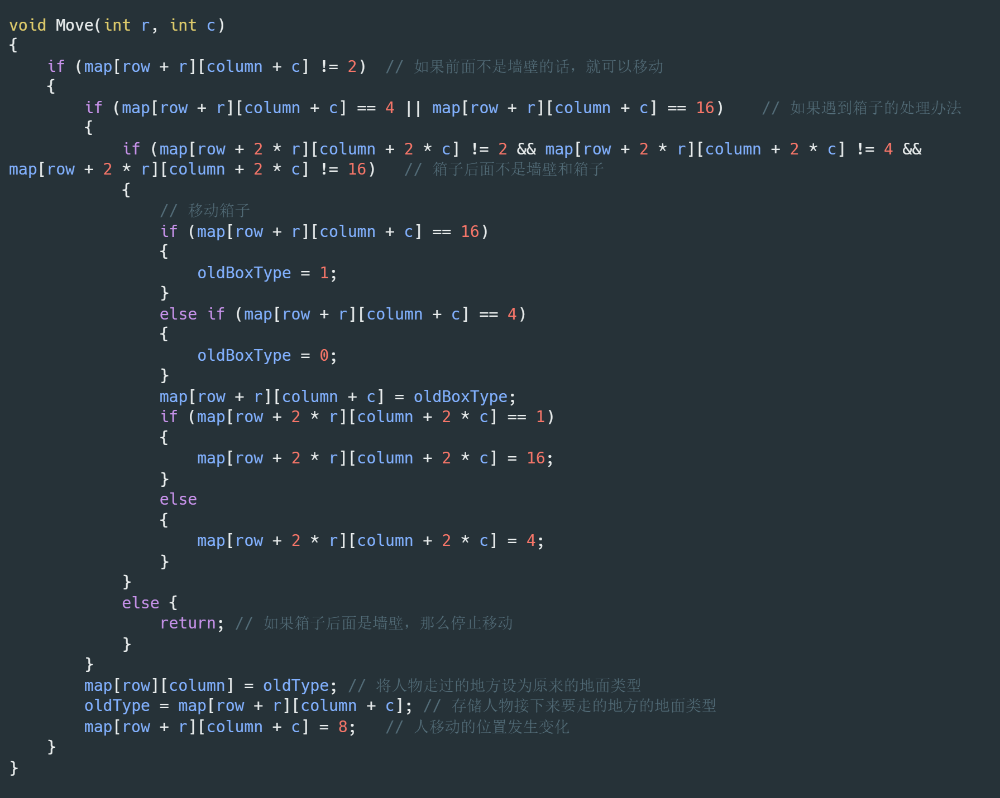 void Move(int r, int c)
{
    if (map[row + r][column + c] != 2)  // 如果前面不是墙壁的话，就可以移动
    {
        if (map[row + r][column + c] == 4 || map[row + r][column + c] == 16)    // 如果遇到箱子的处理办法
        {
            if (map[row + 2 * r][column + 2 * c] != 2 && map[row + 2 * r][column + 2 * c] != 4 &&
map[row + 2 * r][column + 2 * c] != 16)   // 箱子后面不是墙壁和箱子
            {
                // 移动箱子
                if (map[row + r][column + c] == 16)
                {
                    oldBoxType = 1;
                }
                else if (map[row + r][column + c] == 4)
                {
                    oldBoxType = 0;
                }
                map[row + r][column + c] = oldBoxType;
                if (map[row + 2 * r][column + 2 * c] == 1)
                {
                    map[row + 2 * r][column + 2 * c] = 16;
                }
                else
                {
                    map[row + 2 * r][column + 2 * c] = 4;
                }
            }
            else {
                return; // 如果箱子后面是墙壁，那么停止移动
            }
        }
        map[row][column] = oldType; // 将人物走过的地方设为原来的地面类型
        oldType = map[row + r][column + c]; // 存储人物接下来要走的地方的地面类型
        map[row + r][column + c] = 8;   // 人移动的位置发生变化
    }
}